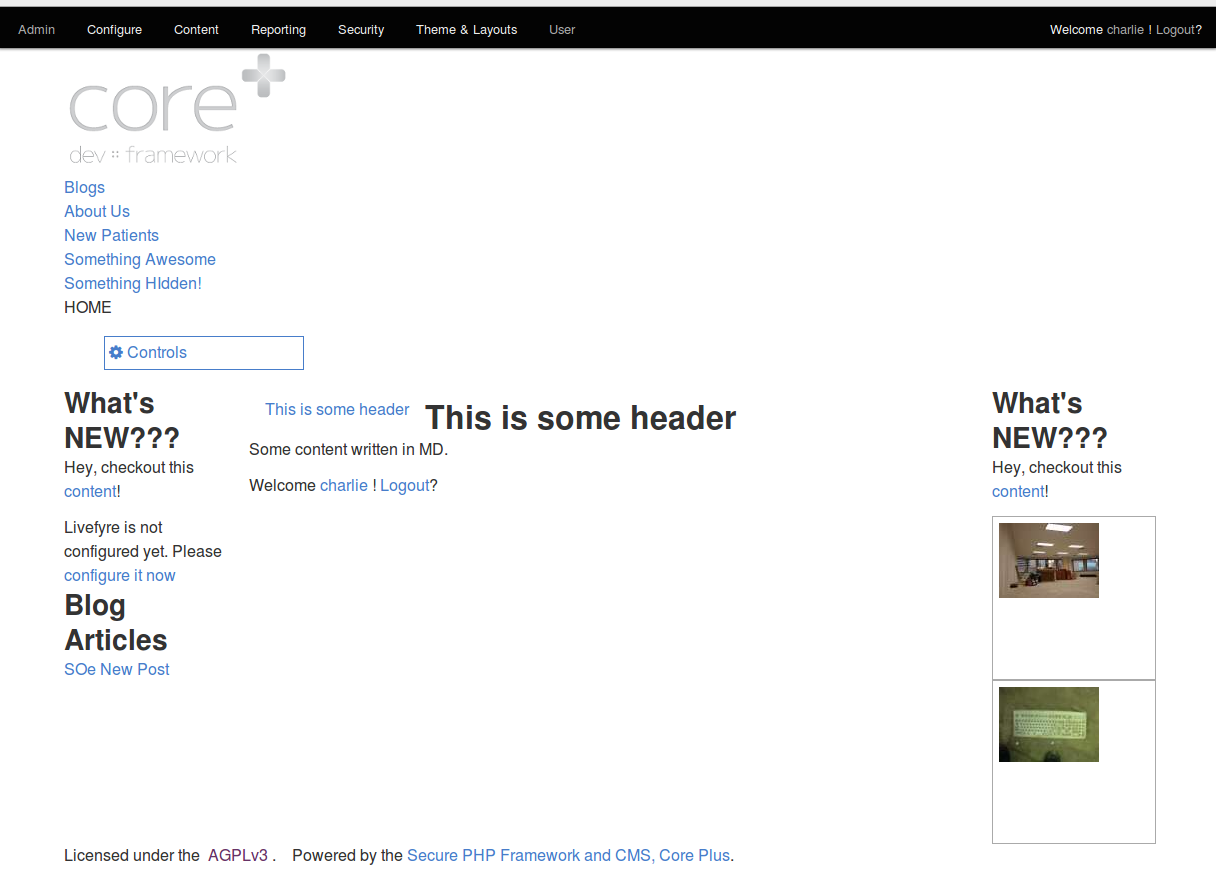 Admin Configure Content Reporting Security Theme & Layouts User Welcome charlie ! Logout?
core
dev :: framework
Blogs
About Us
New Patients
Something Awesome
Something HIdden!
HOME
Controls
What's
NEW???
Hey, checkout this
content!
Livefyre is not
configured yet. Please
configure it now
Blog
Articles
SOe New Post
This is some header This is some header
Some content written in MD.
Welcome charlie ! Logout?
What's
NEW???
Hey, checkout this
content!
Licensed under the AGPLv3 . Powered by the Secure PHP Framework and CMS, Core Plus.